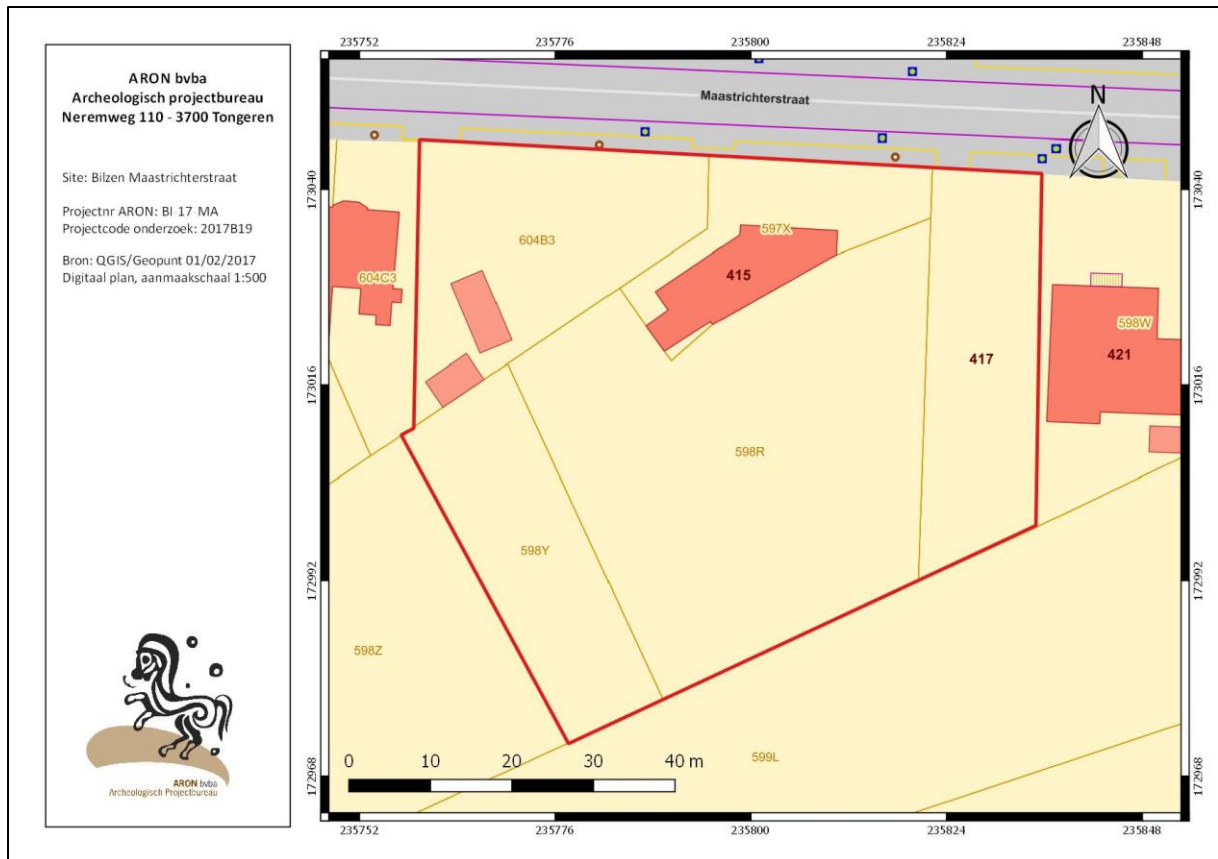 ARON bvba
Archeologisch projectbureau
Neremweg 110 - 3700 Tongeren
Site: Bilzen Maastrichterstraat
Projectnr ARON: BI-17-MA
Projectcode onderzoek: 2017B19
Bron: QGIS/Geopunt 01/02/2017
Digitaal plan, aanmaakschaal 1:500
ARON bvba
Archeologisch Projectbureau
235752 235776 235800 235824 235848
Maastrichterstraat
N
173040 173040
604B3
597X
604C3
415
598W
417
421
173016 173016
598R
598Y
172992 172992
598Z
599L
0 10 20 30 40 m
172968 172968
235752 235776 235800 235824 235848